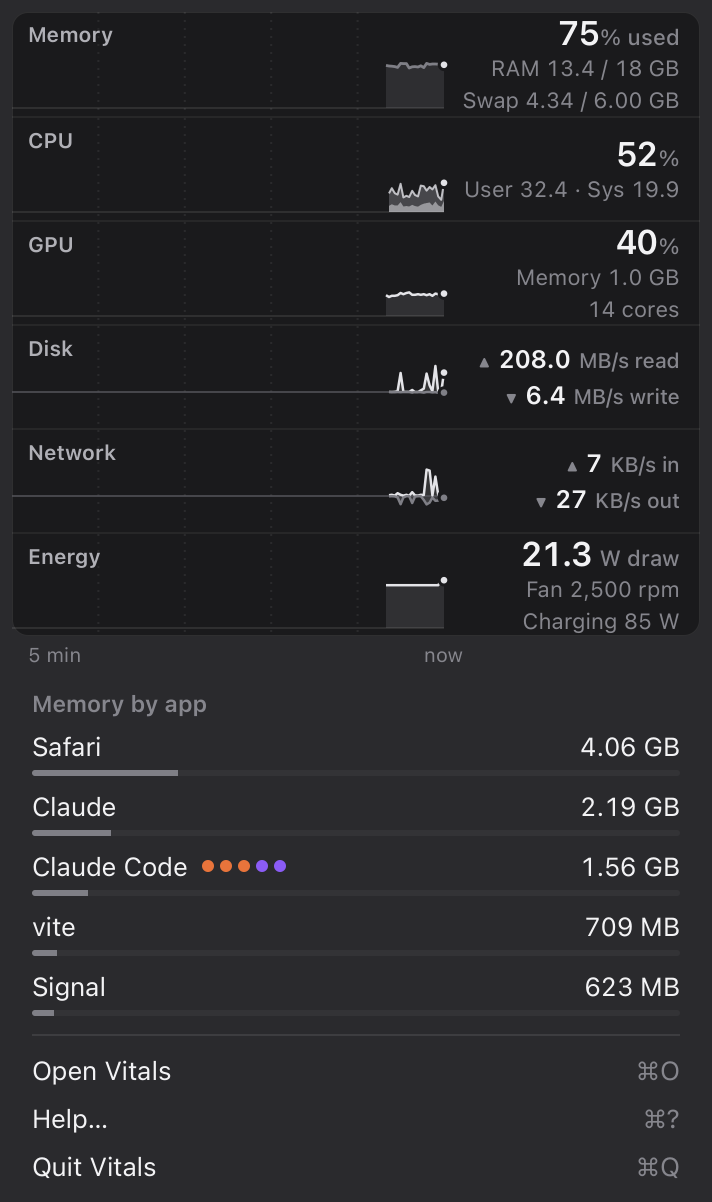 Memory
75% used
RAM 13.4 / 18 GB
Swap 4.34 / 6.00 GB
CPU
52%
User 32.4 · Sys 19.9
GPU
40%
Memory 1.0 GB
14 cores
Disk
▲ 208.0 MB/s read
▼ 6.4 MB/s write
Network
▲ 7 KB/s in
▼ 27 KB/s out
Energy
21.3 W draw
Fan 2,500 rpm
Charging 85 W
5 min now
Memory by app
Safari 4.06 GB
Claude 2.19 GB
Claude Code 1.56 GB
vite 709 MB
Signal 623 MB
Open Vitals ⌘O
Help... ⌘?
Quit Vitals ⌘Q